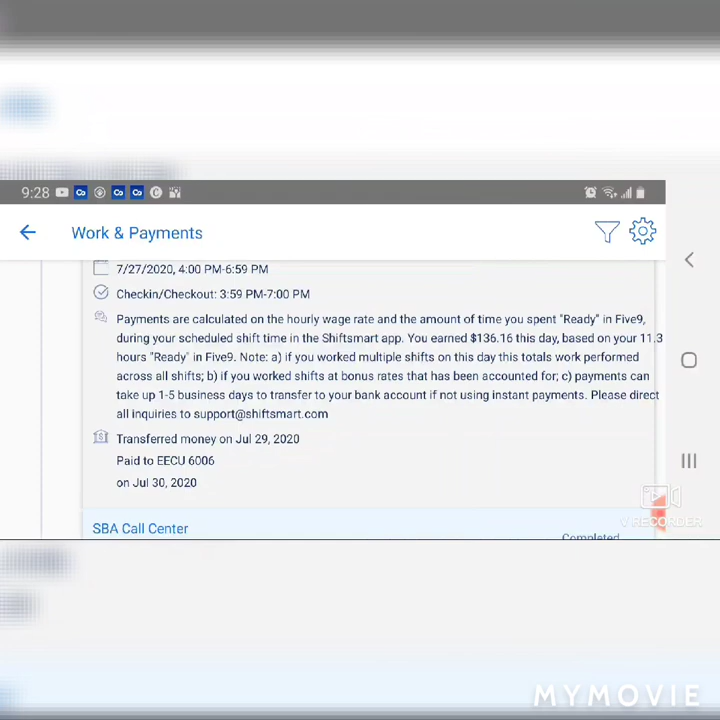 9:28
Work & Payments
7/27/2020, 4:00 PM-6:59 PM
Checkin/Checkout: 3:59 PM-7:00 PM
Payments are calculated on the hourly wage rate and the amount of time you spent "Ready" in Five9,
during your scheduled shift time in the Shiftsmart app. You earned $136.16 this day, based on your 11.3
hours "Ready" in Five9. Note: a) if you worked multiple shifts on this day this totals work performed
across all shifts; b) if you worked shifts at bonus rates that has been accounted for; c) payments can
take up 1-5 business days to transfer to your bank account if not using instant payments. Please direct
all inquiries to support@shiftsmart.com
Transferred money on Jul 29, 2020
Paid to EECU 6006
on Jul 30, 2020
V RECORDER
SBA Call Center
Completed
MYMOVIE